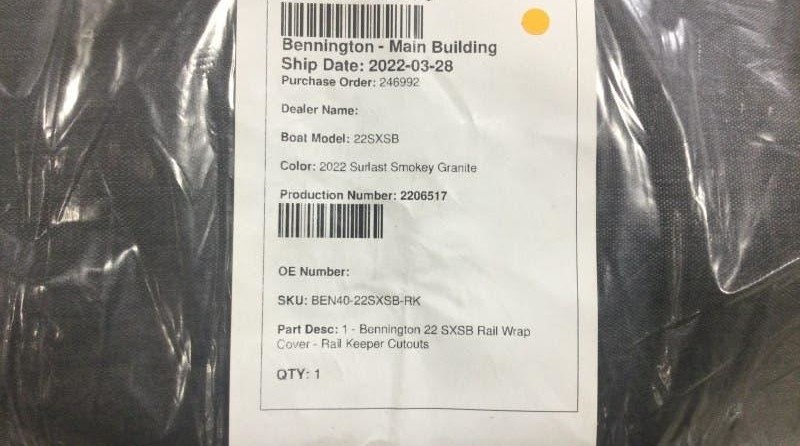 Bennington - Main Building
Ship Date: 2022-03-28
Purchase Order: 246992
Dealer Name:
Boat Model: 22SXSB
Color: 2022 Surlast Smokey Granite
Production Number: 2206517
OE Number:
SKU: BEN40-22SXSB-RK
Part Desc: 1 - Bennington 22 SXSB Rail Wrap
Cover - Rail Keeper Cutouts
QTY: 1